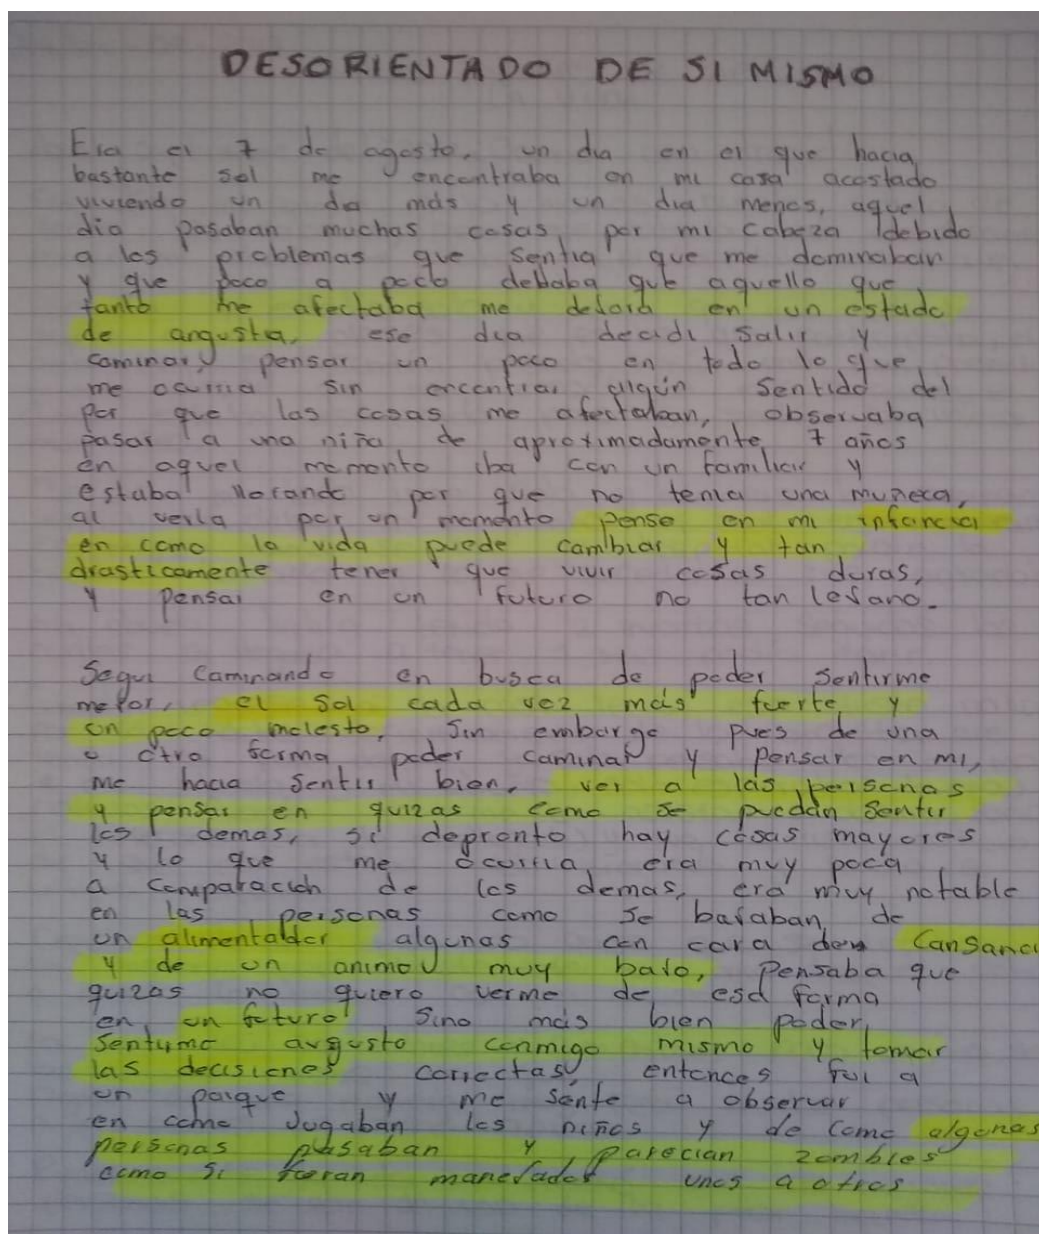 DESORIENTADO DE SI MISMO
Era el 7 de agosto, un dia en el que hacia
bastante sol me encontraba en mi casa acostado
viviendo un dia más y un dia menos, aquel
dia pasaban muchas cosas por mi cabeza debido
a los problemas que sentia que me dominaban
y que poco a poco dejaba que aquello que
tanto me afectaba me dejara en un estado
de angustia, ese dia decidi salir y
caminar, pensar un poco en todo lo que
me ocurria sin encontrar algún sentido del
por que las cosas me afectaban, observaba
pasar a una niña de aproximadamente 7 años
en aquel momento iba con un familiar y
estaba llorando por que no tenia una muñeca,
al verla por un momento pense en mi infancia
en como la vida puede cambiar y tan
drasticamente tener que vivir cosas duras,
y pensar en un futuro no tan lejano.
Segui caminando en busca de poder sentirme
mejor, el sol cada vez más fuerte y
un poco molesto, sin embargo pues de una
o otra forma poder caminar y pensar en mi,
me hacia sentir bien, ver a las personas
y pensar en quizas como se puedan sentir
los demas, si depronto hay cosas mayores
y lo que me ocurria era muy poca
a comparación de los demas, era muy notable
en las personas como se bajaban de
un alimentador algunas con cara de cansanci
y de un animo muy bajo, pensaba que
quizas no quiero verme de esa forma
en un futuro sino más bien poder
sentirme avgusto conmigo mismo y tomar
las decisiones correctas, entonces fui a
un parque y me sente a observar
en como jugaban los niños y de como algunas
personas pasaban y parecian zombies
como si fueran manejados unos a otros